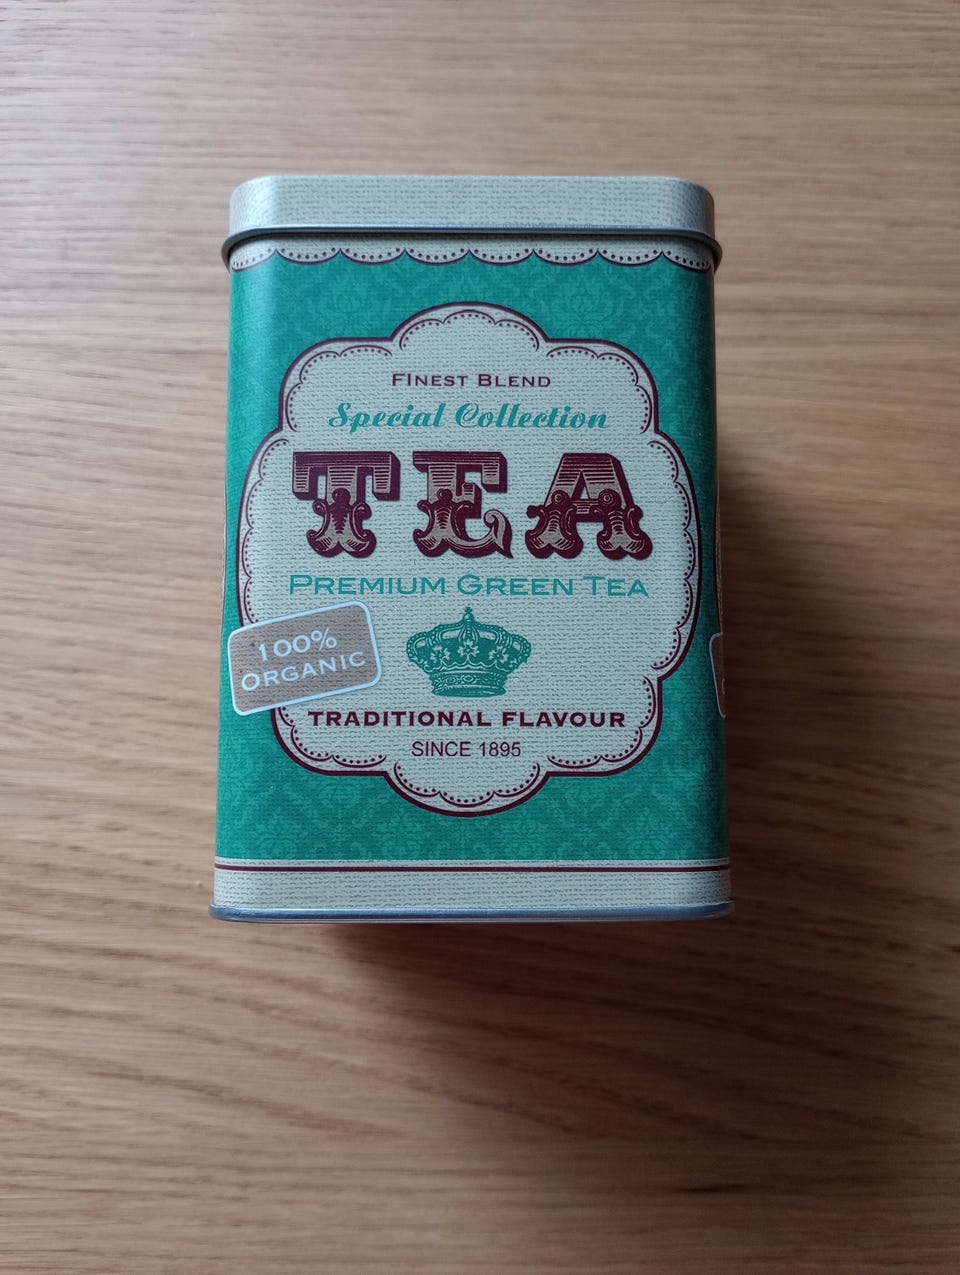 FINEST BLEND
Special Collection
TEA
PREMIUM GREEN TEA
100%
ORGANIC
TRADITIONAL FLAVOUR
SINCE 1895